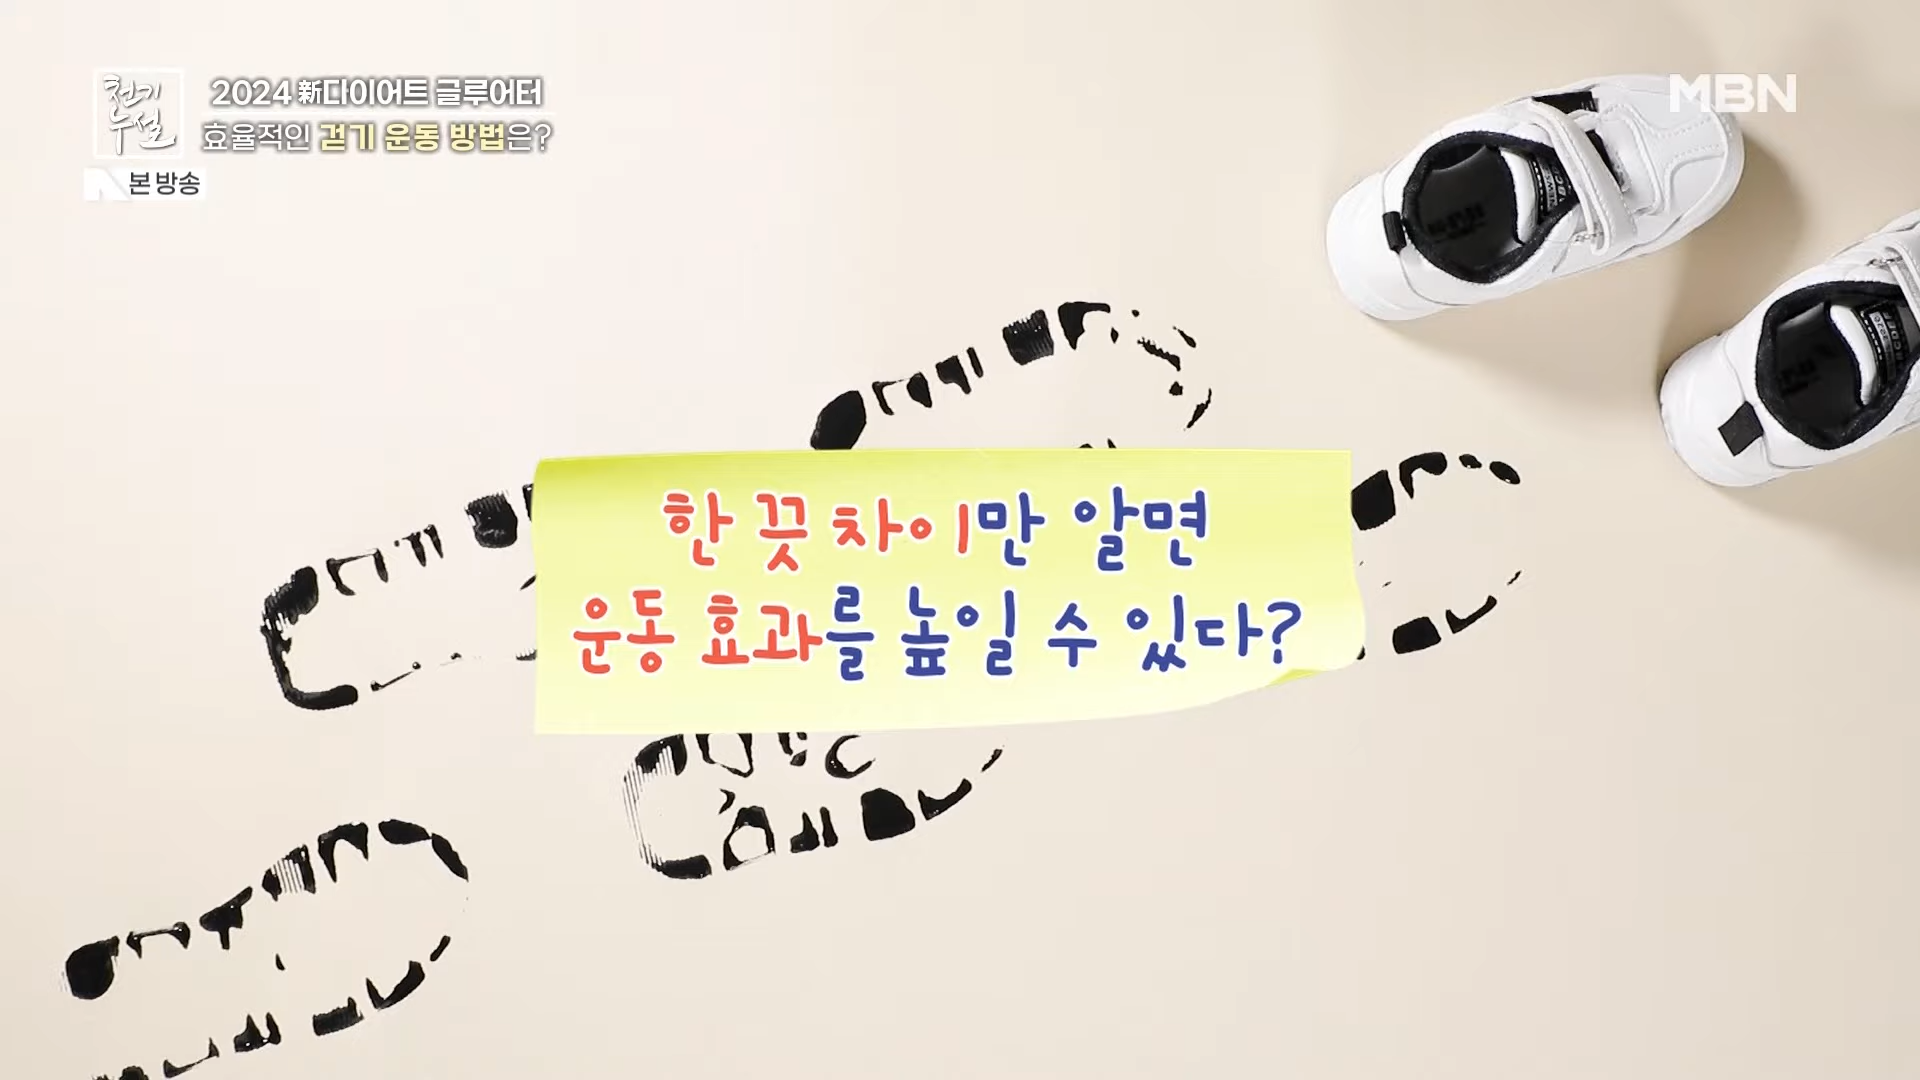 천기누설
2024 新다이어트 글루어터
효율적인 걷기 운동 방법은?
본 방송
MBN
한 끗 차이만 알면
운동 효과를 높일 수 있다?